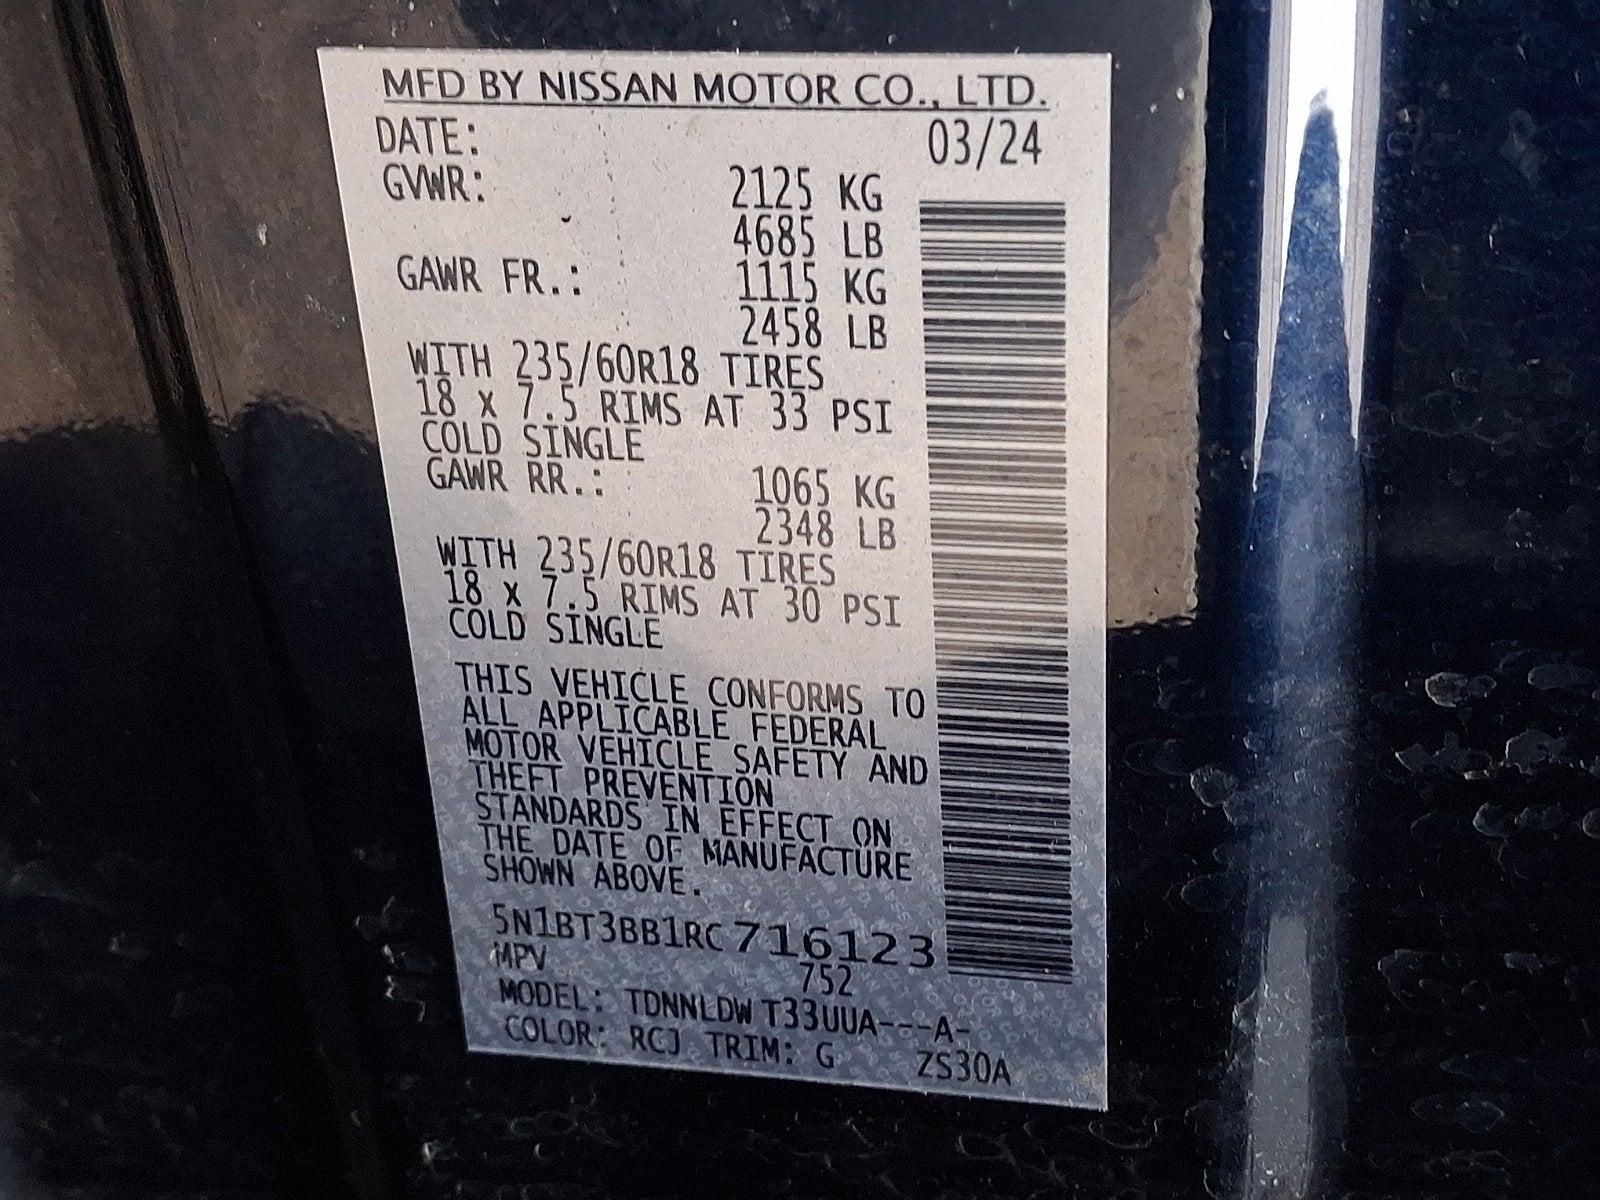 MFD BY NISSAN MOTOR CO., LTD.
DATE: 03/24
GVWR: 2125 KG
4685 LB
GAWR FR.: 1115 KG
2458 LB
WITH 235/60R18 TIRES
18 x 7.5 RIMS AT 33 PSI
COLD SINGLE
GAWR RR.: 1065 KG
2348 LB
WITH 235/60R18 TIRES
18 x 7.5 RIMS AT 30 PSI
COLD SINGLE
THIS VEHICLE CONFORMS TO
ALL APPLICABLE FEDERAL
MOTOR VEHICLE SAFETY AND
THEFT PREVENTION
STANDARDS IN EFFECT ON
THE DATE OF MANUFACTURE
SHOWN ABOVE.
5N1BT3BB1RC716123
MPV 752
MODEL: TDNNLDW T33UUA---A-
COLOR: RCJ TRIM: G ZS30A